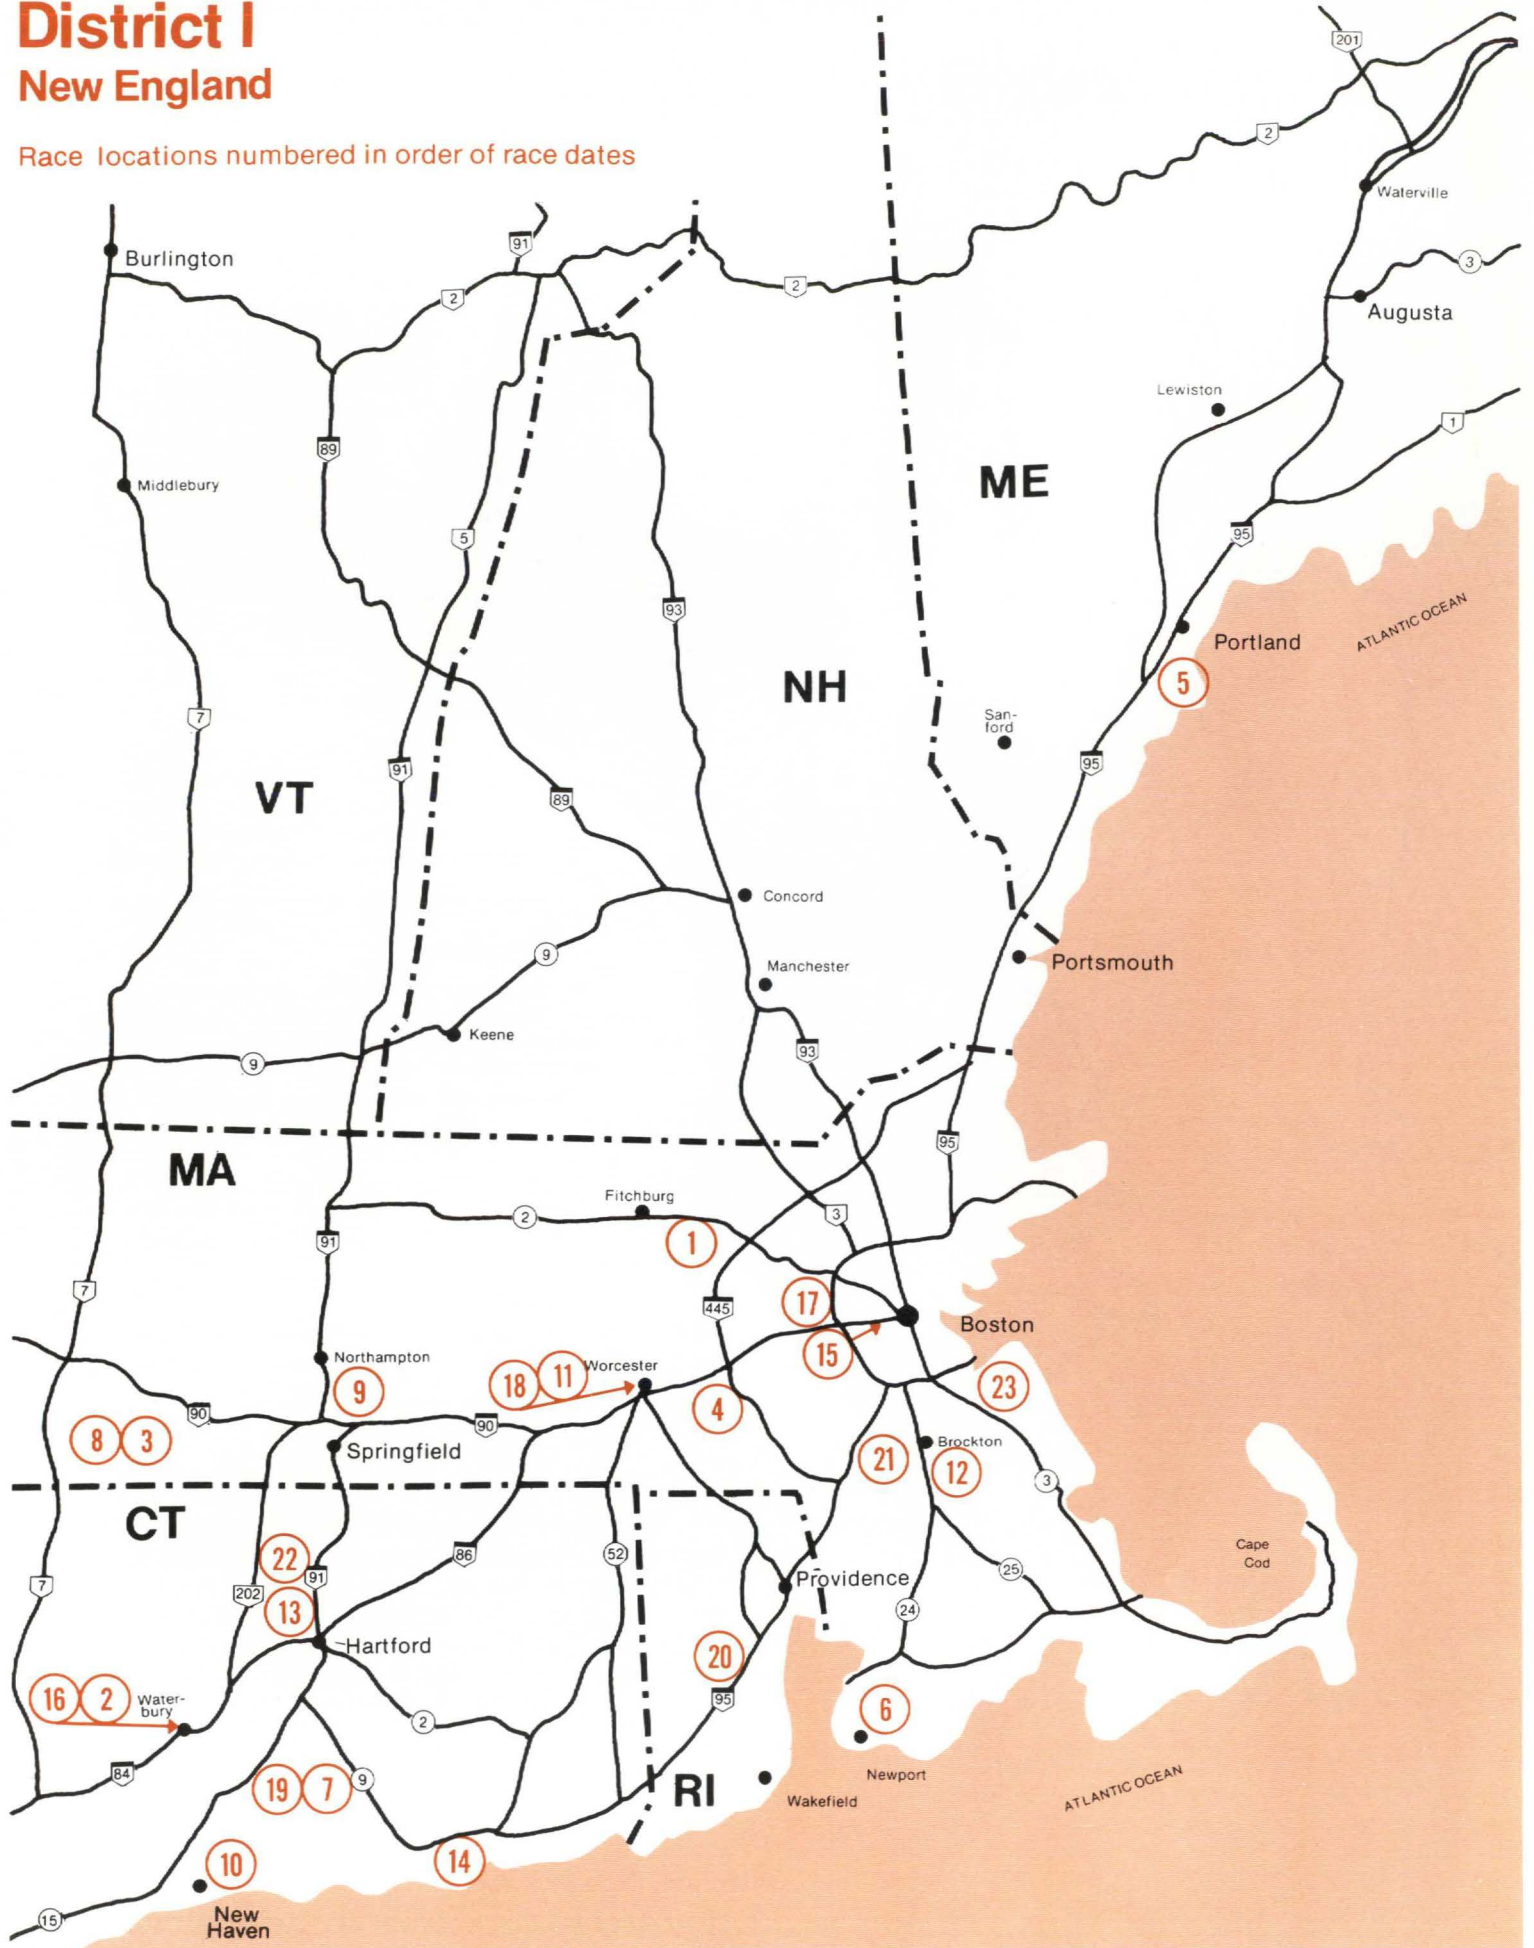 District I
New England
Race locations numbered in order of race dates
201
2
Waterville
91
Burlington
3
2
2
Augusta
Lewiston
1
89
ME
Middlebury
95
5
93
ATLANTIC OCEAN
Portland
NH
5
7
San-
ford
95
91
VT
89
Concord
9
Portsmouth
Manchester
Keene
93
9
95
MA
Fitchburg
2
3
91
1
7
17
445
Boston
15
Northampton
Worcester
18
11
9
23
4
90
90
8
3
Springfield
Brockton
21
12
3
CT
Cape
Cod
22
86
52
91
25
7
202
Providence
13
24
Hartford
20
16
2
Water-
bury
95
6
2
84
19
7
9
RI
Newport
ATLANTIC OCEAN
Wakefield
10
14
15
New
Haven